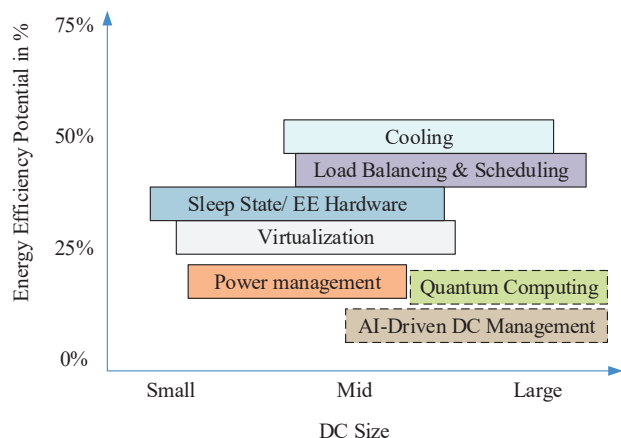 Energy Efficiency Potential in %
75%
50%
25%
0%
Cooling
Load Balancing & Scheduling
Sleep State/ EE Hardware
Virtualization
Power management
Quantum Computing
AI-Driven DC Management
Small
Mid
Large
DC Size